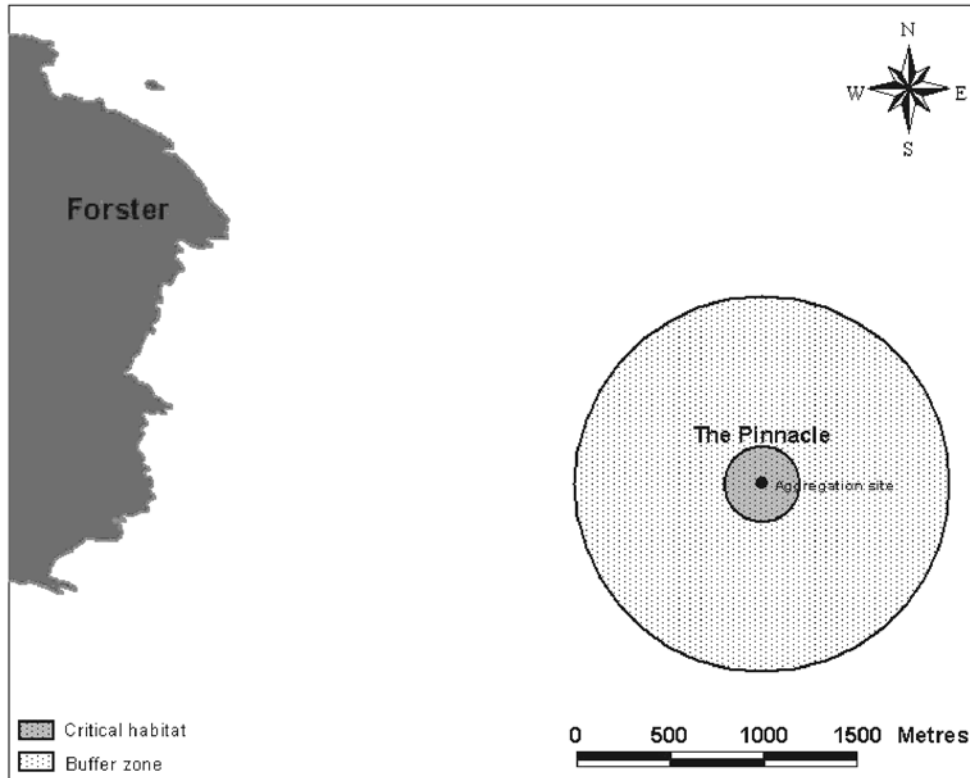 N
W E
S
Forster
The Pinnacle
Aggregation site
Critical habitat
Buffer zone
0 500 1000 1500 Metres